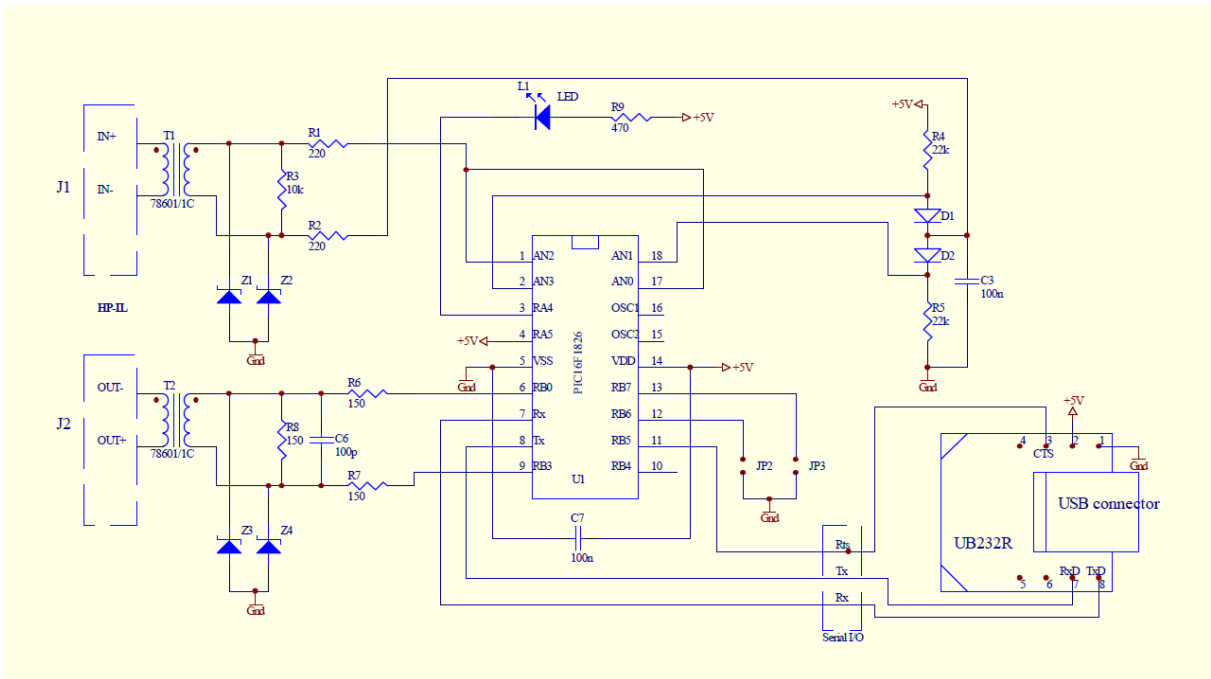 L1
LED
R9
470
+5V
+5V
R4
22k
IN+
T1
R1
220
J1
IN-
R3
10k
78601/1C
R2
220
D1
D2
1 AN2
AN1 18
Z1
Z2
2 AN3
AN0 17
C3
100n
HP-IL
3 RA4
OSC1 16
R5
22k
+5V
4 RA5
OSC2 15
Gnd
5 VSS
PIC16F1826
VDD 14
+5V
Gnd
Gnd
OUT-
T2
R6
150
6 RB0
RB7 13
J2
7 Rx
RB6 12
+5V
OUT+
R8
150
C6
100p
8 Tx
RB5 11
4
3
2
1
CTS
78601/1C
R7
150
9 RB3
RB4 10
JP2
JP3
Gnd
U1
USB connector
Gnd
C7
100n
Z3
Z4
Rts
UB232R
Tx
RxD
TxD
5
6
7
8
Rx
Gnd
Serial I/O